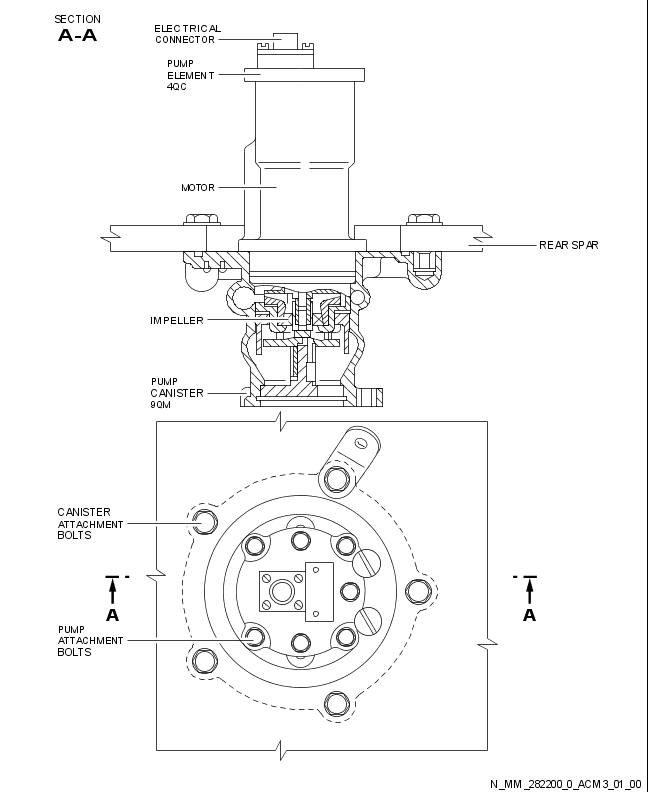 SECTION
A-A
ELECTRICAL
CONNECTOR
PUMP
ELEMENT
4QC
MOTOR
REAR SPAR
IMPELLER
PUMP
CANISTER
9QM
CANISTER
ATTACHMENT
BOLTS
A
A
PUMP
ATTACHMENT
BOLTS
N_MM_282200_0_ACM3_01_00